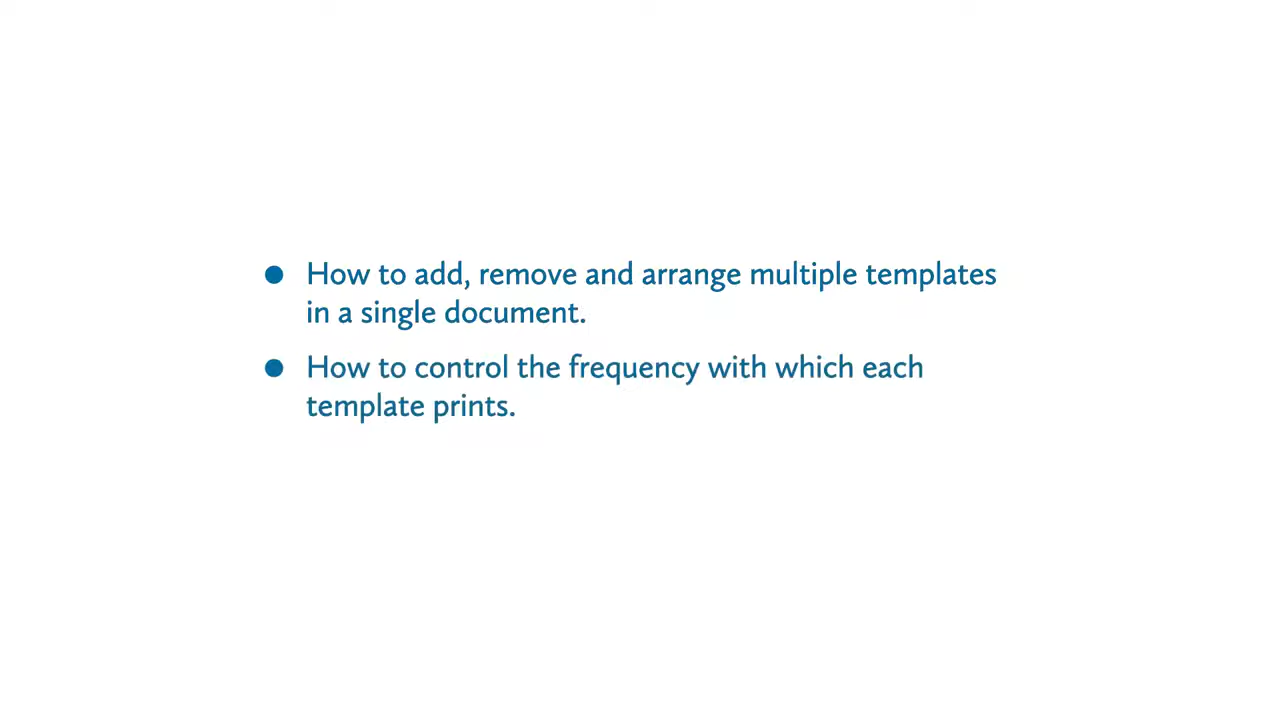 ● How to add, remove and arrange multiple templates
in a single document.
● How to control the frequency with which each
template prints.